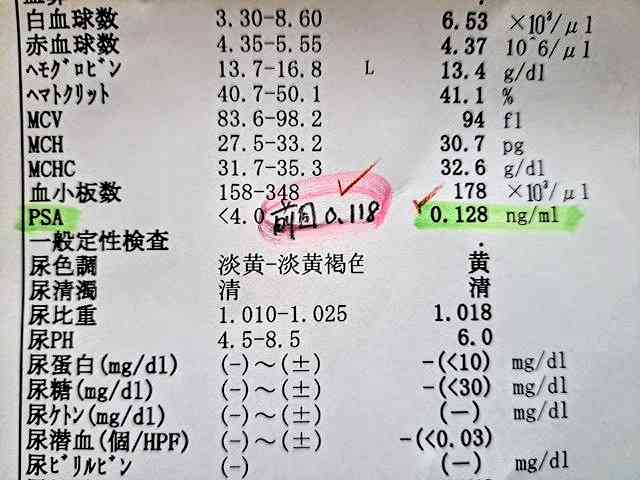 白血球数 3.30-8.60 6.53 ×10³/μl
赤血球数 4.35-5.55 4.37 10^6/μl
ﾍﾓｸﾞﾛﾋﾞﾝ 13.7-16.8 L 13.4 g/dl
ﾍﾏﾄｸﾘｯﾄ 40.7-50.1 41.1 %
MCV 83.6-98.2 94 fl
MCH 27.5-33.2 30.7 pg
MCHC 31.7-35.3 32.6 g/dl
血小板数 158-348 178 ×10³/μl
PSA <4.0 前回 0.118 0.128 ng/ml
一般定性検査 .
尿色調 淡黄-淡黄褐色 黄
尿清濁 清 清
尿比重 1.010-1.025 1.018
尿PH 4.5-8.5 6.0
尿蛋白(mg/dl) (-)～(±) -(<10) mg/dl
尿糖(mg/dl) (-)～(±) -(<30) mg/dl
尿ｹﾄﾝ(mg/dl) (-)～(±) (-) mg/dl
尿潜血(個/HPF) (-)～(±) -(<0.03)
尿ﾋﾞﾘﾙﾋﾞﾝ (-) (-) mg/dl